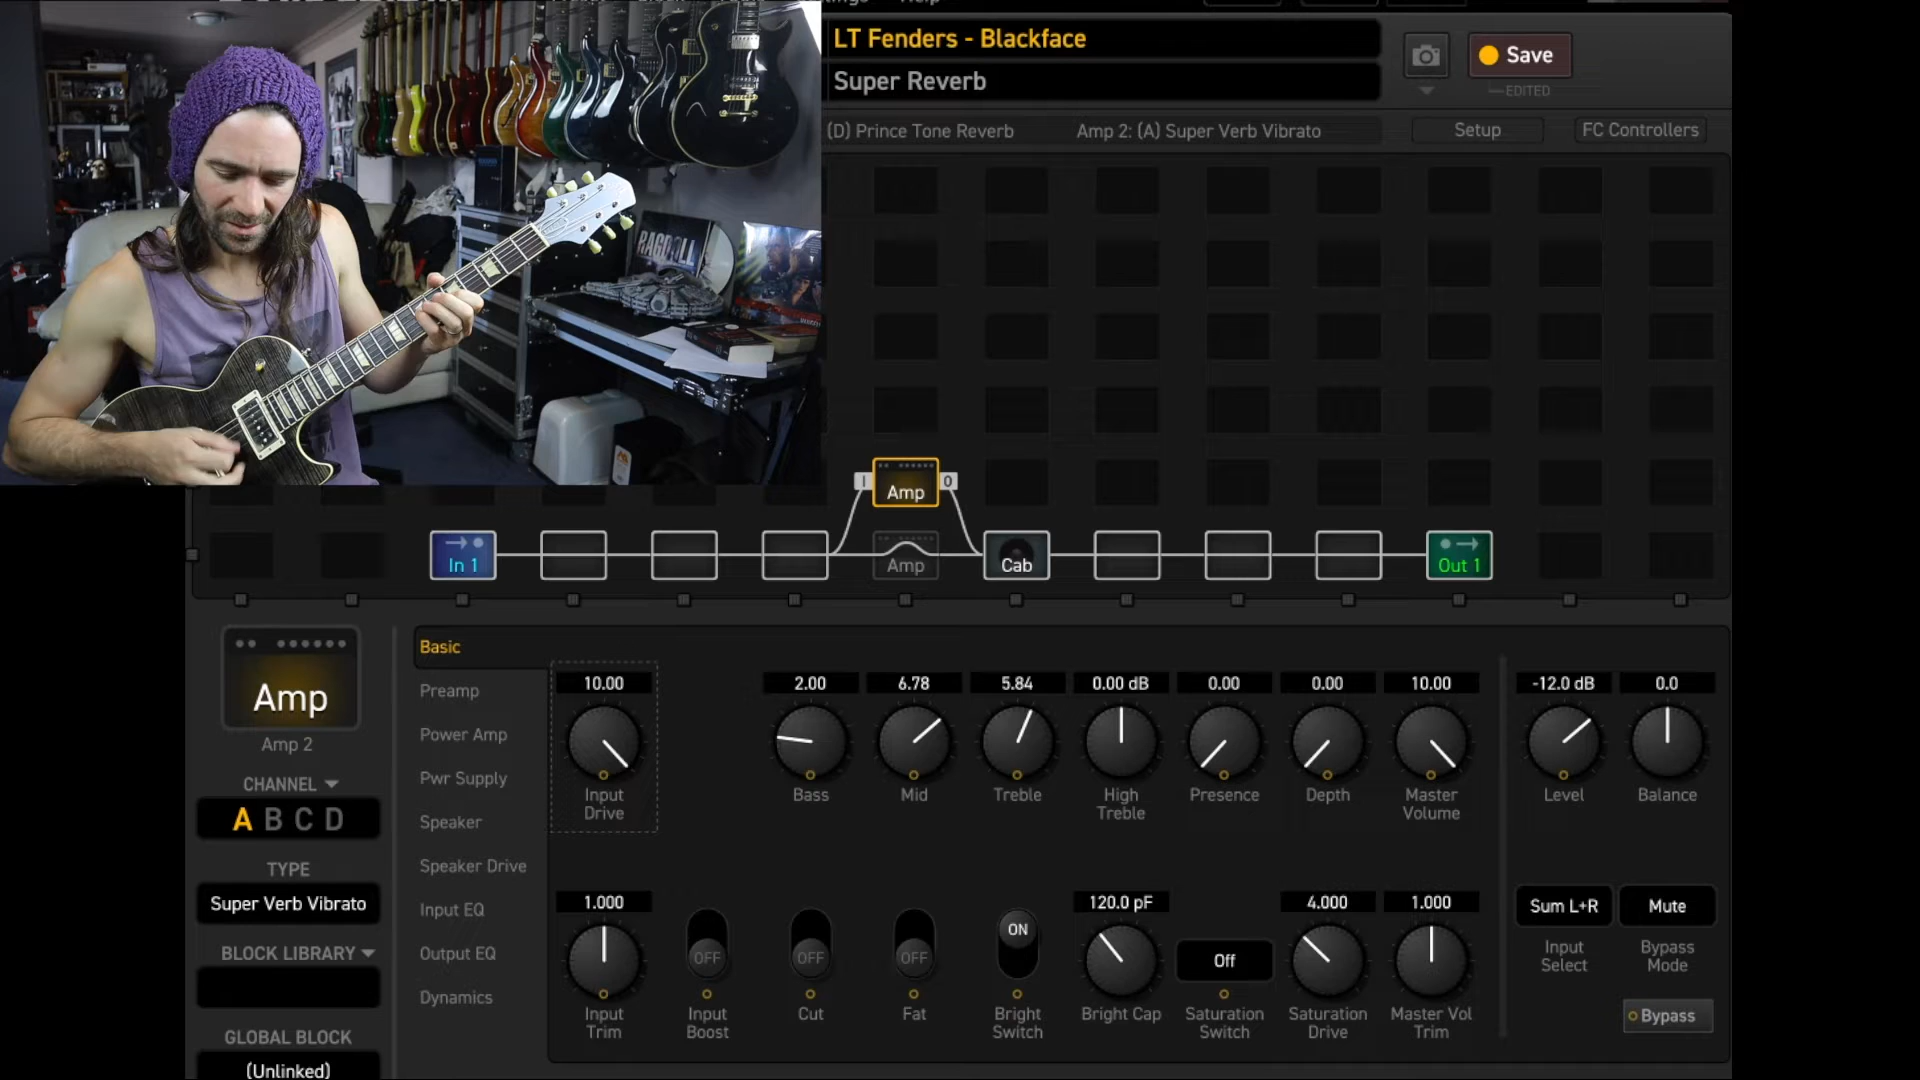 Help
LT Fenders - Blackface
Super Reverb
Save
EDITED
(D) Prince Tone Reverb
Amp 2: (A) Super Verb Vibrato
Setup
FC Controllers
RAGDOLL
I
Amp
O
In 1
Amp
Cab
Out 1
Amp
Amp 2
CHANNEL
A B C D
TYPE
Super Verb Vibrato
BLOCK LIBRARY
GLOBAL BLOCK
(Unlinked)
Basic
Preamp
Power Amp
Pwr Supply
Speaker
Speaker Drive
Input EQ
Output EQ
Dynamics
10.00
2.00
6.78
5.84
0.00 dB
0.00
0.00
10.00
-12.0 dB
0.0
Input
Drive
Bass
Mid
Treble
High
Treble
Presence
Depth
Master
Volume
Level
Balance
1.000
120.0 pF
4.000
1.000
OFF
OFF
OFF
ON
Off
Sum L+R
Mute
Input
Trim
Input
Boost
Cut
Fat
Bright
Switch
Bright Cap
Saturation
Switch
Saturation
Drive
Master Vol
Trim
Input
Select
Bypass
Mode
Bypass